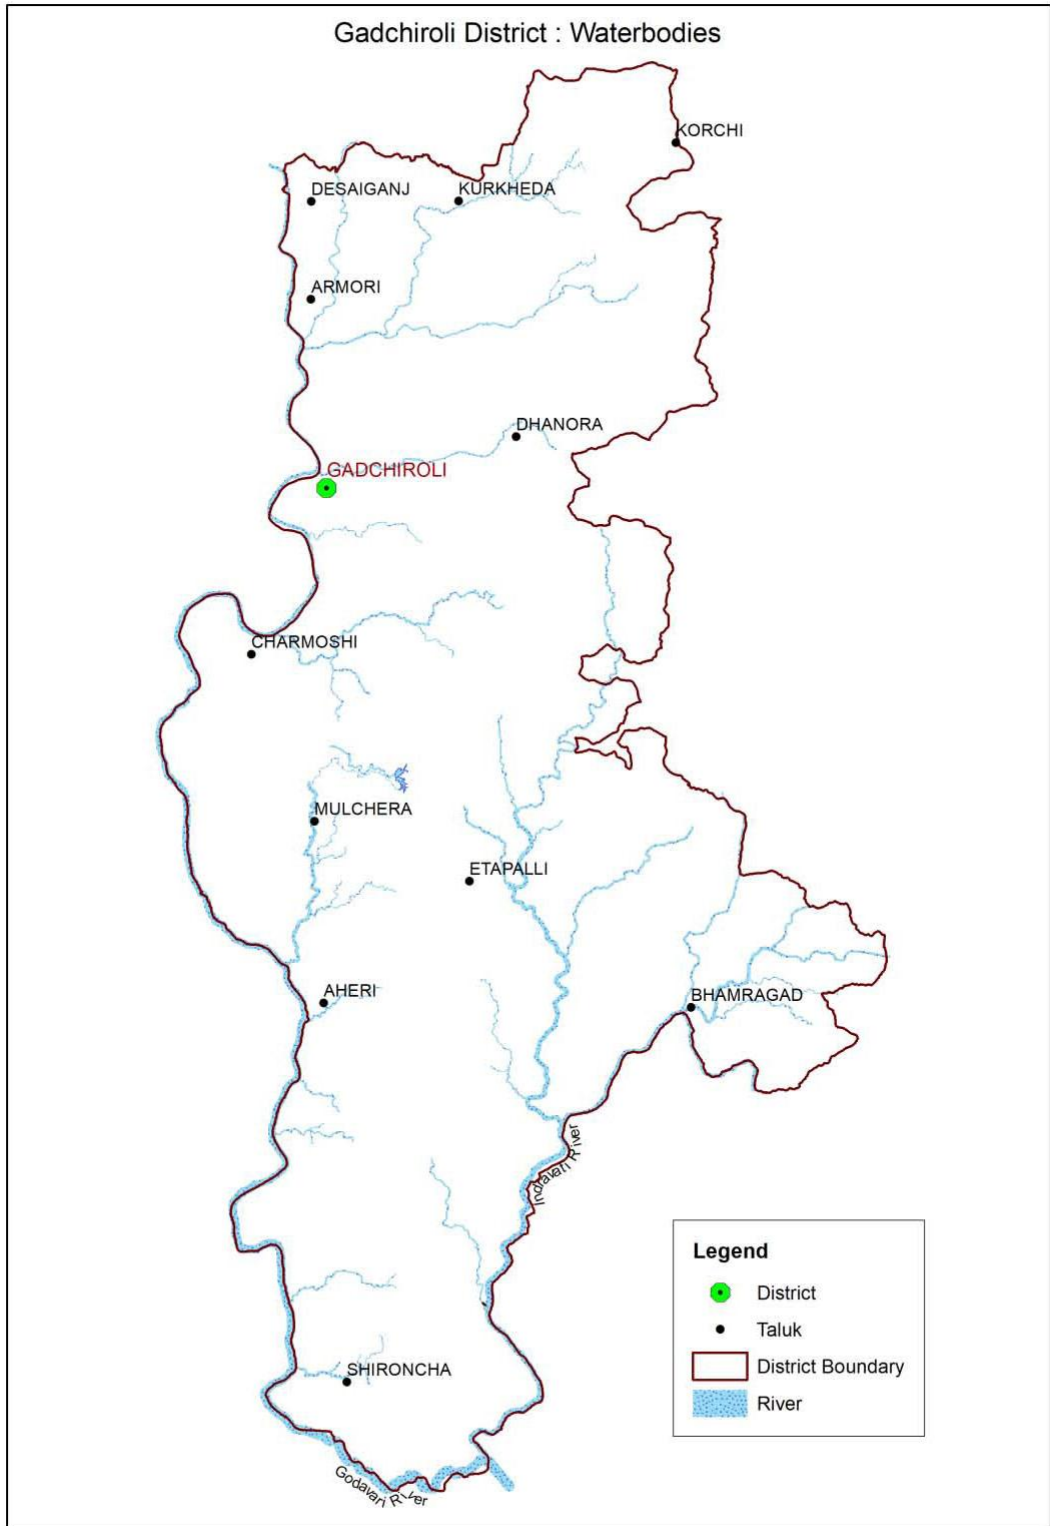 Gadchiroli District : Waterbodies
KORCHI
DESAIGANJ
KURKHEDA
ARMORI
DHANORA
GADCHIROLI
CHARMOSHI
MULCHERA
ETAPALLI
AHERI
BHAMRAGAD
Indravati River
SHIRONCHA
Godavari River
Legend
District
Taluk
District Boundary
River